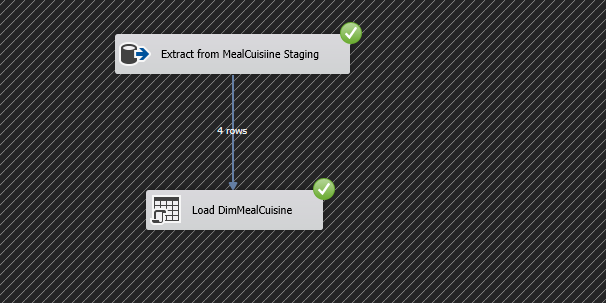 Extract from MealCuisiine Staging
4 rows
Load DimMealCuisine